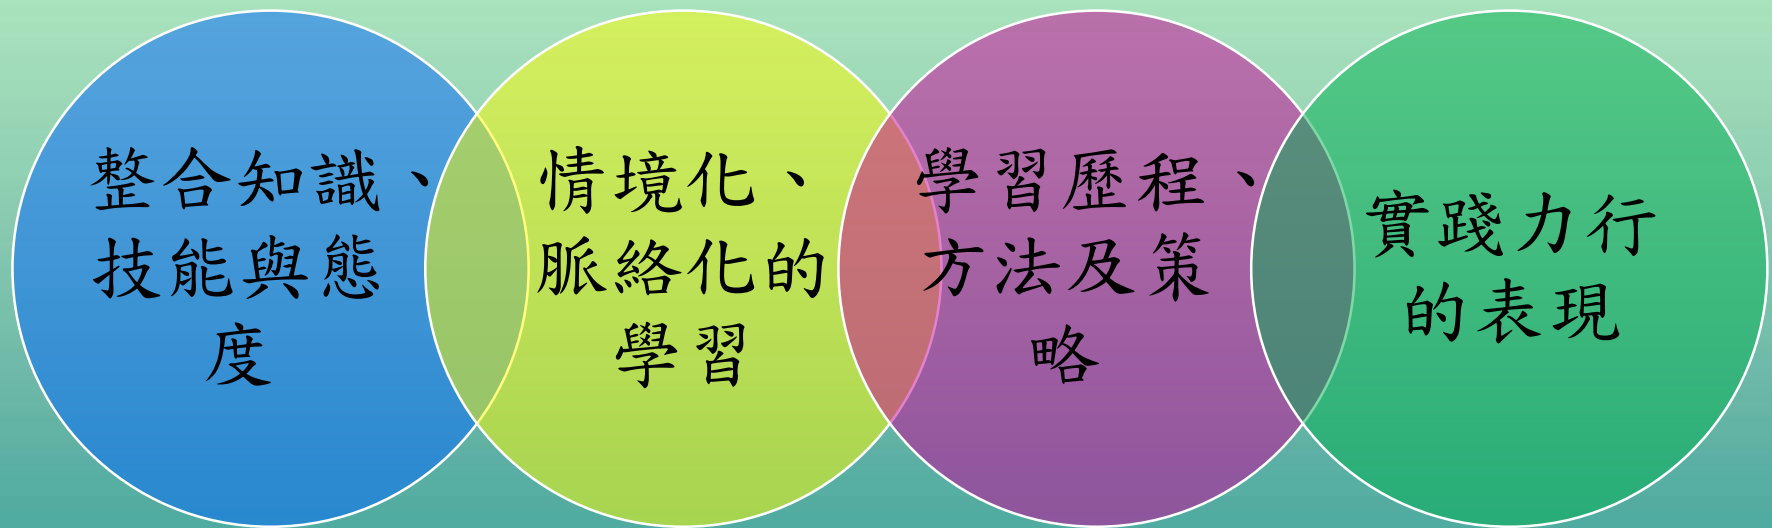 整合知識、
技能與態
度
情境化、
脈絡化的
學習
學習歷程、
方法及策
略
實踐力行
的表現